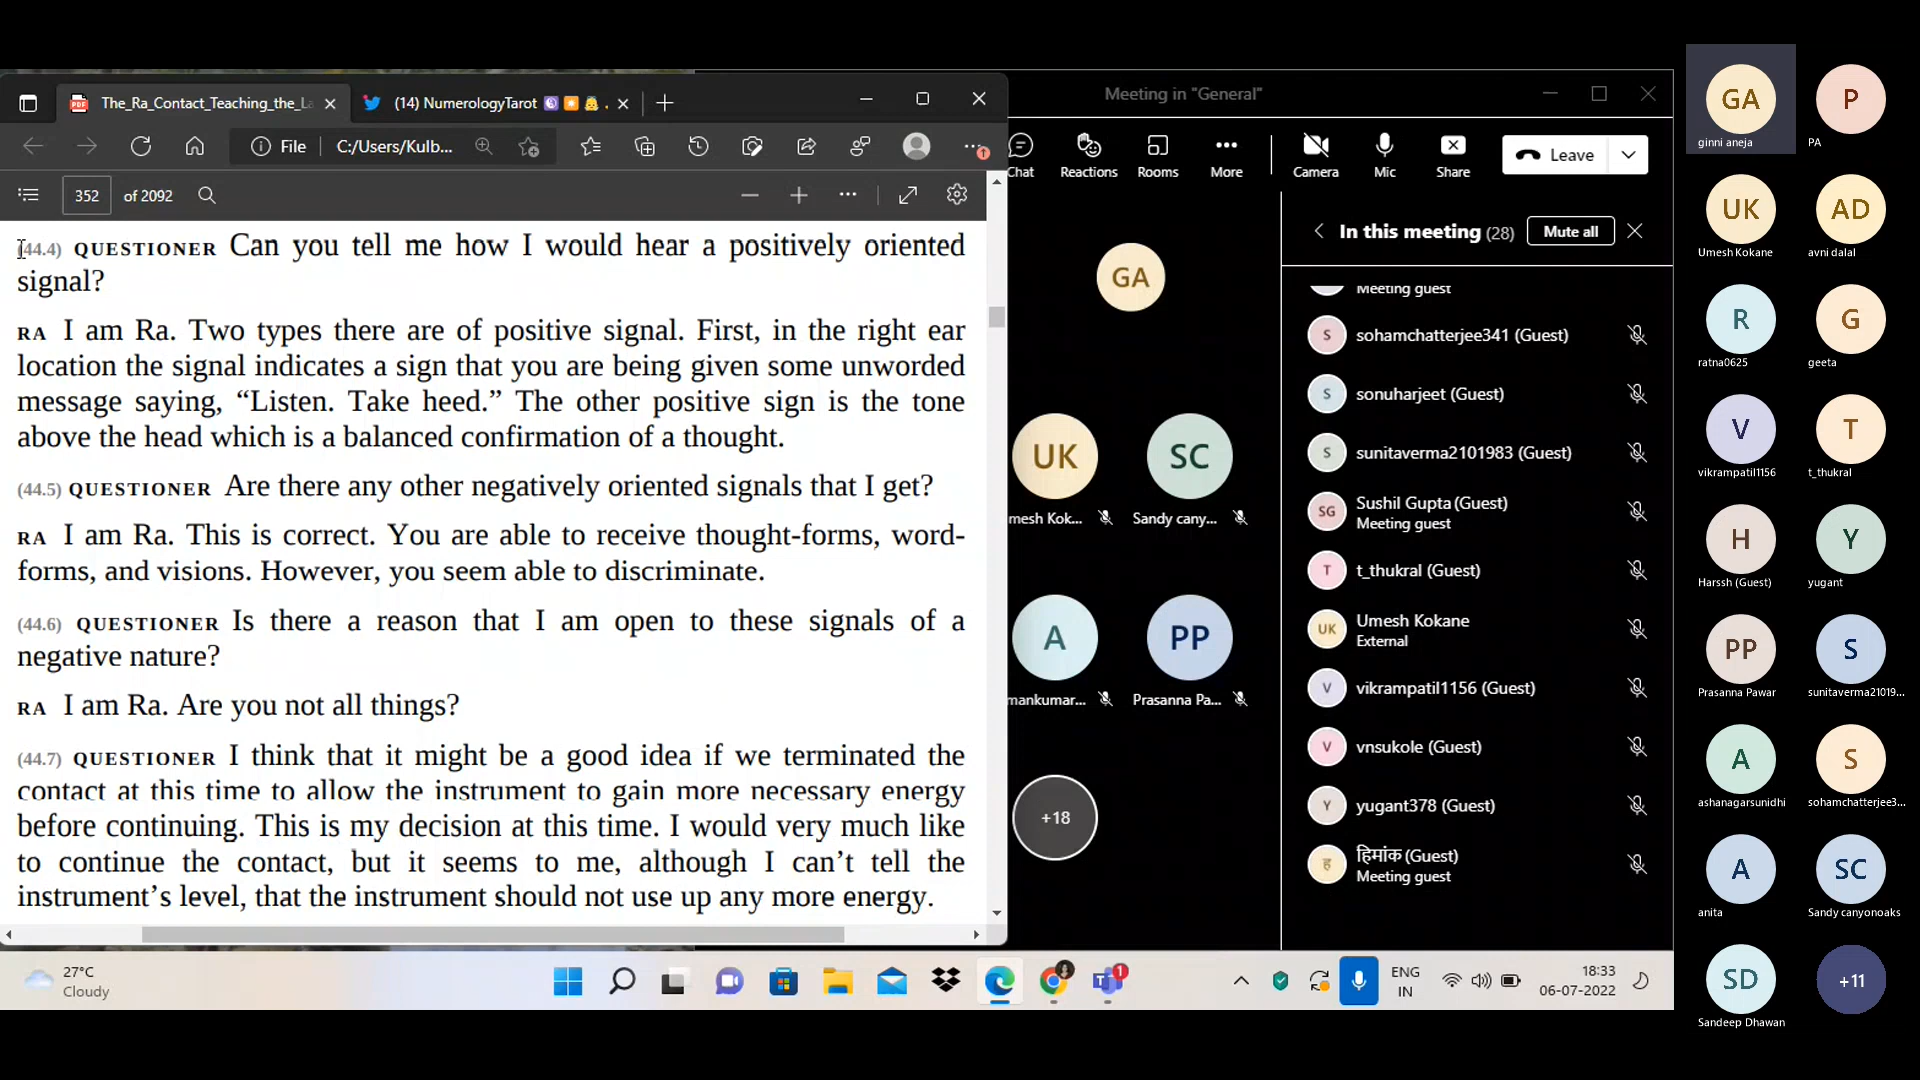 The_Ra_Contact_Teaching_the_La
(14) NumerologyTarot
File
C:/Users/Kulb...
352 of 2092
(44.4) QUESTIONER Can you tell me how I would hear a positively oriented
signal?
RA I am Ra. Two types there are of positive signal. First, in the right ear
location the signal indicates a sign that you are being given some unworded
message saying, “Listen. Take heed.” The other positive sign is the tone
above the head which is a balanced confirmation of a thought.
(44.5) QUESTIONER Are there any other negatively oriented signals that I get?
RA I am Ra. This is correct. You are able to receive thought-forms, word-
forms, and visions. However, you seem able to discriminate.
(44.6) QUESTIONER Is there a reason that I am open to these signals of a
negative nature?
RA I am Ra. Are you not all things?
(44.7) QUESTIONER I think that it might be a good idea if we terminated the
contact at this time to allow the instrument to gain more necessary energy
before continuing. This is my decision at this time. I would very much like
to continue the contact, but it seems to me, although I can’t tell the
instrument’s level, that the instrument should not use up any more energy.
Meeting in "General"
Chat
Reactions
Rooms
More
Camera
Mic
Share
Leave
GA
UK
mesh Kok...
SC
Sandy cany...
A
mankumar...
PP
Prasanna Pa...
+18
In this meeting (28)
Mute all
Meeting guest
S
sohamchatterjee341 (Guest)
S
sonuharjeet (Guest)
S
sunitaverma2101983 (Guest)
SG
Sushil Gupta (Guest)
Meeting guest
T
t_thukral (Guest)
UK
Umesh Kokane
External
V
vikrampatil1156 (Guest)
V
vnsukole (Guest)
Y
yugant378 (Guest)
ह
हिमांक (Guest)
Meeting guest
GA
ginni aneja
P
PA
UK
Umesh Kokane
AD
avni dalal
R
ratna0625
G
geeta
V
vikrampatil1156
T
t_thukral
H
Harssh (Guest)
Y
yugant
PP
Prasanna Pawar
S
sunitaverma21019...
A
ashanagarsunidhi
S
sohamchatterjee3...
A
anita
SC
Sandy canyonoaks
SD
Sandeep Dhawan
+11
27°C
Cloudy
1
ENG
IN
18:33
06-07-2022